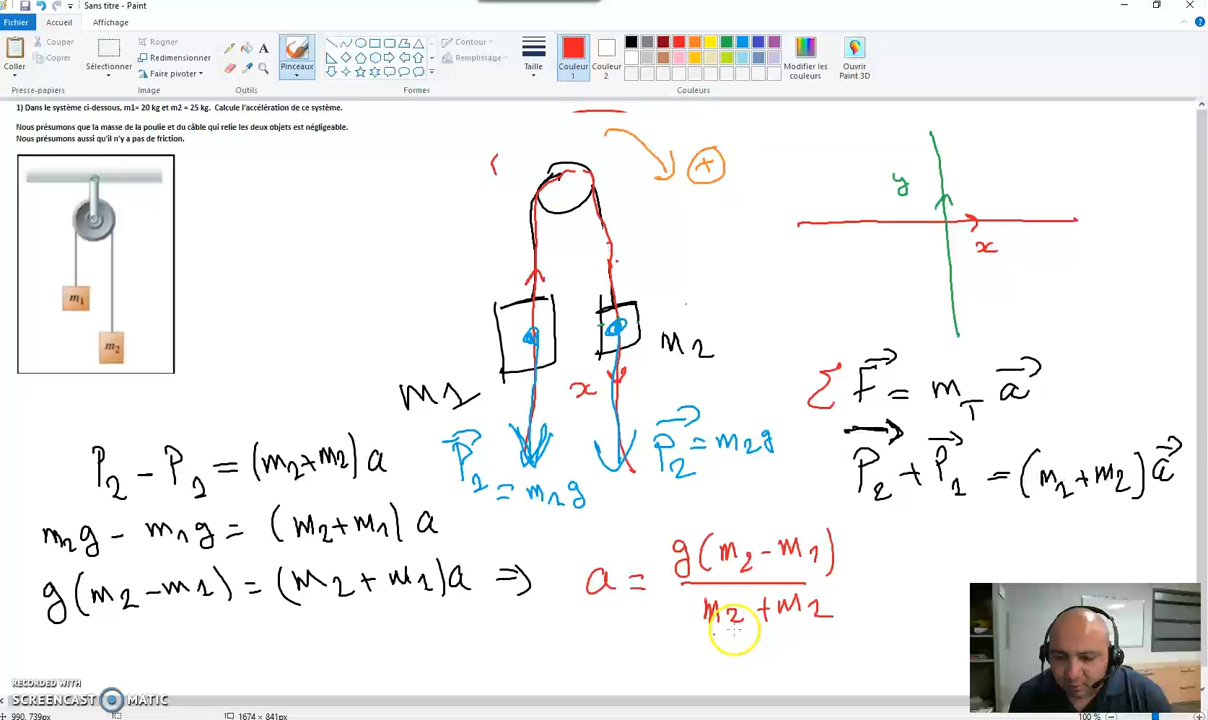 Sans titre - Paint
Fichier Accueil Affichage
Coller
Couper
Copier
Presse-papiers
Sélectionner
Rogner
Redimensionner
Faire pivoter
Image
Outils
Pinceaux
Contour
Remplissage
Formes
Taille
Couleur 1
Couleur 2
Modifier les couleurs
Ouvrir Paint 3D
Couleurs
1) Dans le système ci-dessous, m1= 20 kg et m2 = 25 kg. Calcule l'accélération de ce système.
Nous présumons que la masse de la poulie et du câble qui relie les deux objets est négligeable.
Nous présumons aussi qu'il n'y a pas de friction.
m1
m2
+
y
x
m1
m2
x
P1 = m1g
P2 = m2g
Σ F = mT a
P2 + P1 = (m1+m2) a
P2 - P1 = (m2+m2) a
m2g - m1g = (m2+m1) a
g(m2-m1) = (m2+m1)a ⇒
a = g(m2-m1) / m2+m2
RECORDED WITH
SCREENCAST MATIC
990, 739px
1674 × 841px
100 %